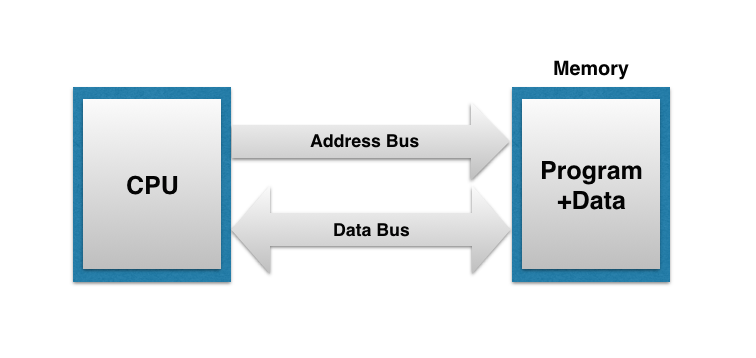 Memory
CPU
Address Bus
Data Bus
Program
+Data